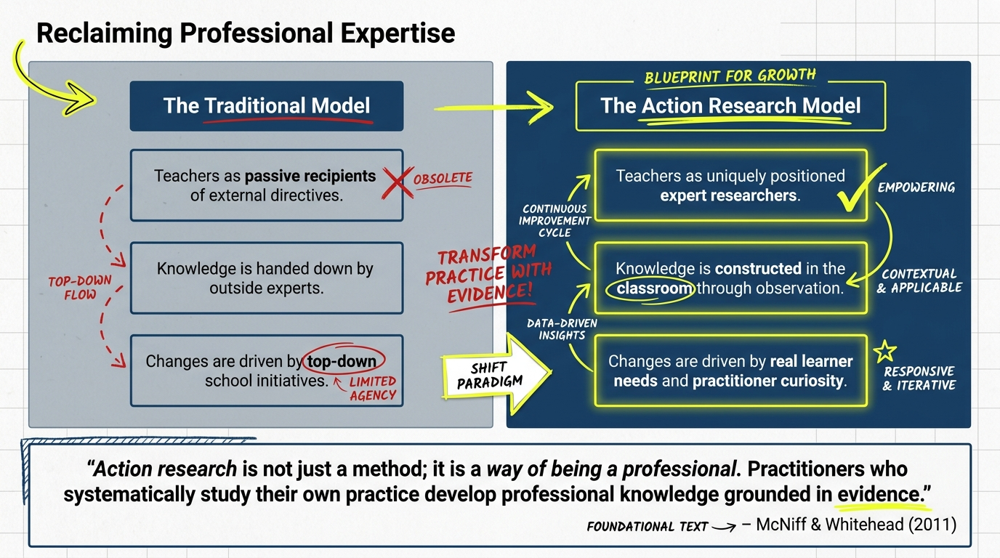 Reclaiming Professional Expertise
The Traditional Model
Teachers as passive recipients
of external directives.
OBSOLETE
Knowledge is handed down by
outside experts.
TOP-DOWN
FLOW
Changes are driven by top-down
school initiatives.
LIMITED
AGENCY
TRANSFORM
PRACTICE WITH
EVIDENCE!
SHIFT
PARADIGM
BLUEPRINT FOR GROWTH
The Action Research Model
Teachers as uniquely positioned
expert researchers.
EMPOWERING
CONTINUOUS
IMPROVEMENT
CYCLE
Knowledge is constructed in the
classroom through observation.
CONTEXTUAL
& APPLICABLE
DATA-DRIVEN
INSIGHTS
Changes are driven by real learner
needs and practitioner curiosity.
RESPONSIVE
& ITERATIVE
“Action research is not just a method; it is a way of being a professional. Practitioners who
systematically study their own practice develop professional knowledge grounded in evidence.”
FOUNDATIONAL TEXT → – McNiff & Whitehead (2011)